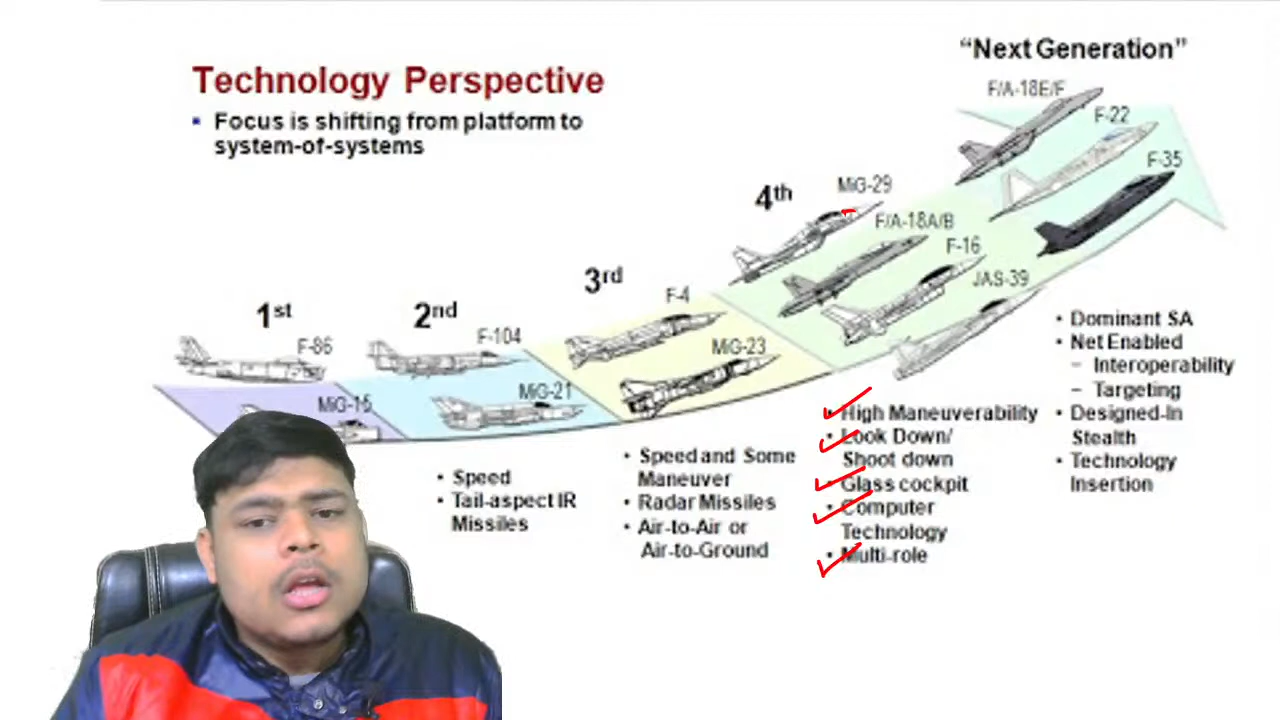 "Next Generation"
Technology Perspective
▪ Focus is shifting from platform to
system-of-systems
F/A-18E/F
F-22
F-35
4th
MiG-29
F/A-18A/B
F-16
JAS-39
3rd
F-4
MiG-23
2nd
F-104
MiG-21
1st
F-86
MiG-15
• Speed
• Tail-aspect IR
Missiles
• Speed and Some
Maneuver
• Radar Missiles
• Air-to-Air or
Air-to-Ground
• High Maneuverability
• Look Down/
Shoot down
• Glass cockpit
• Computer
Technology
• Multi-role
• Dominant SA
• Net Enabled
– Interoperability
– Targeting
• Designed-In
Stealth
• Technology
Insertion